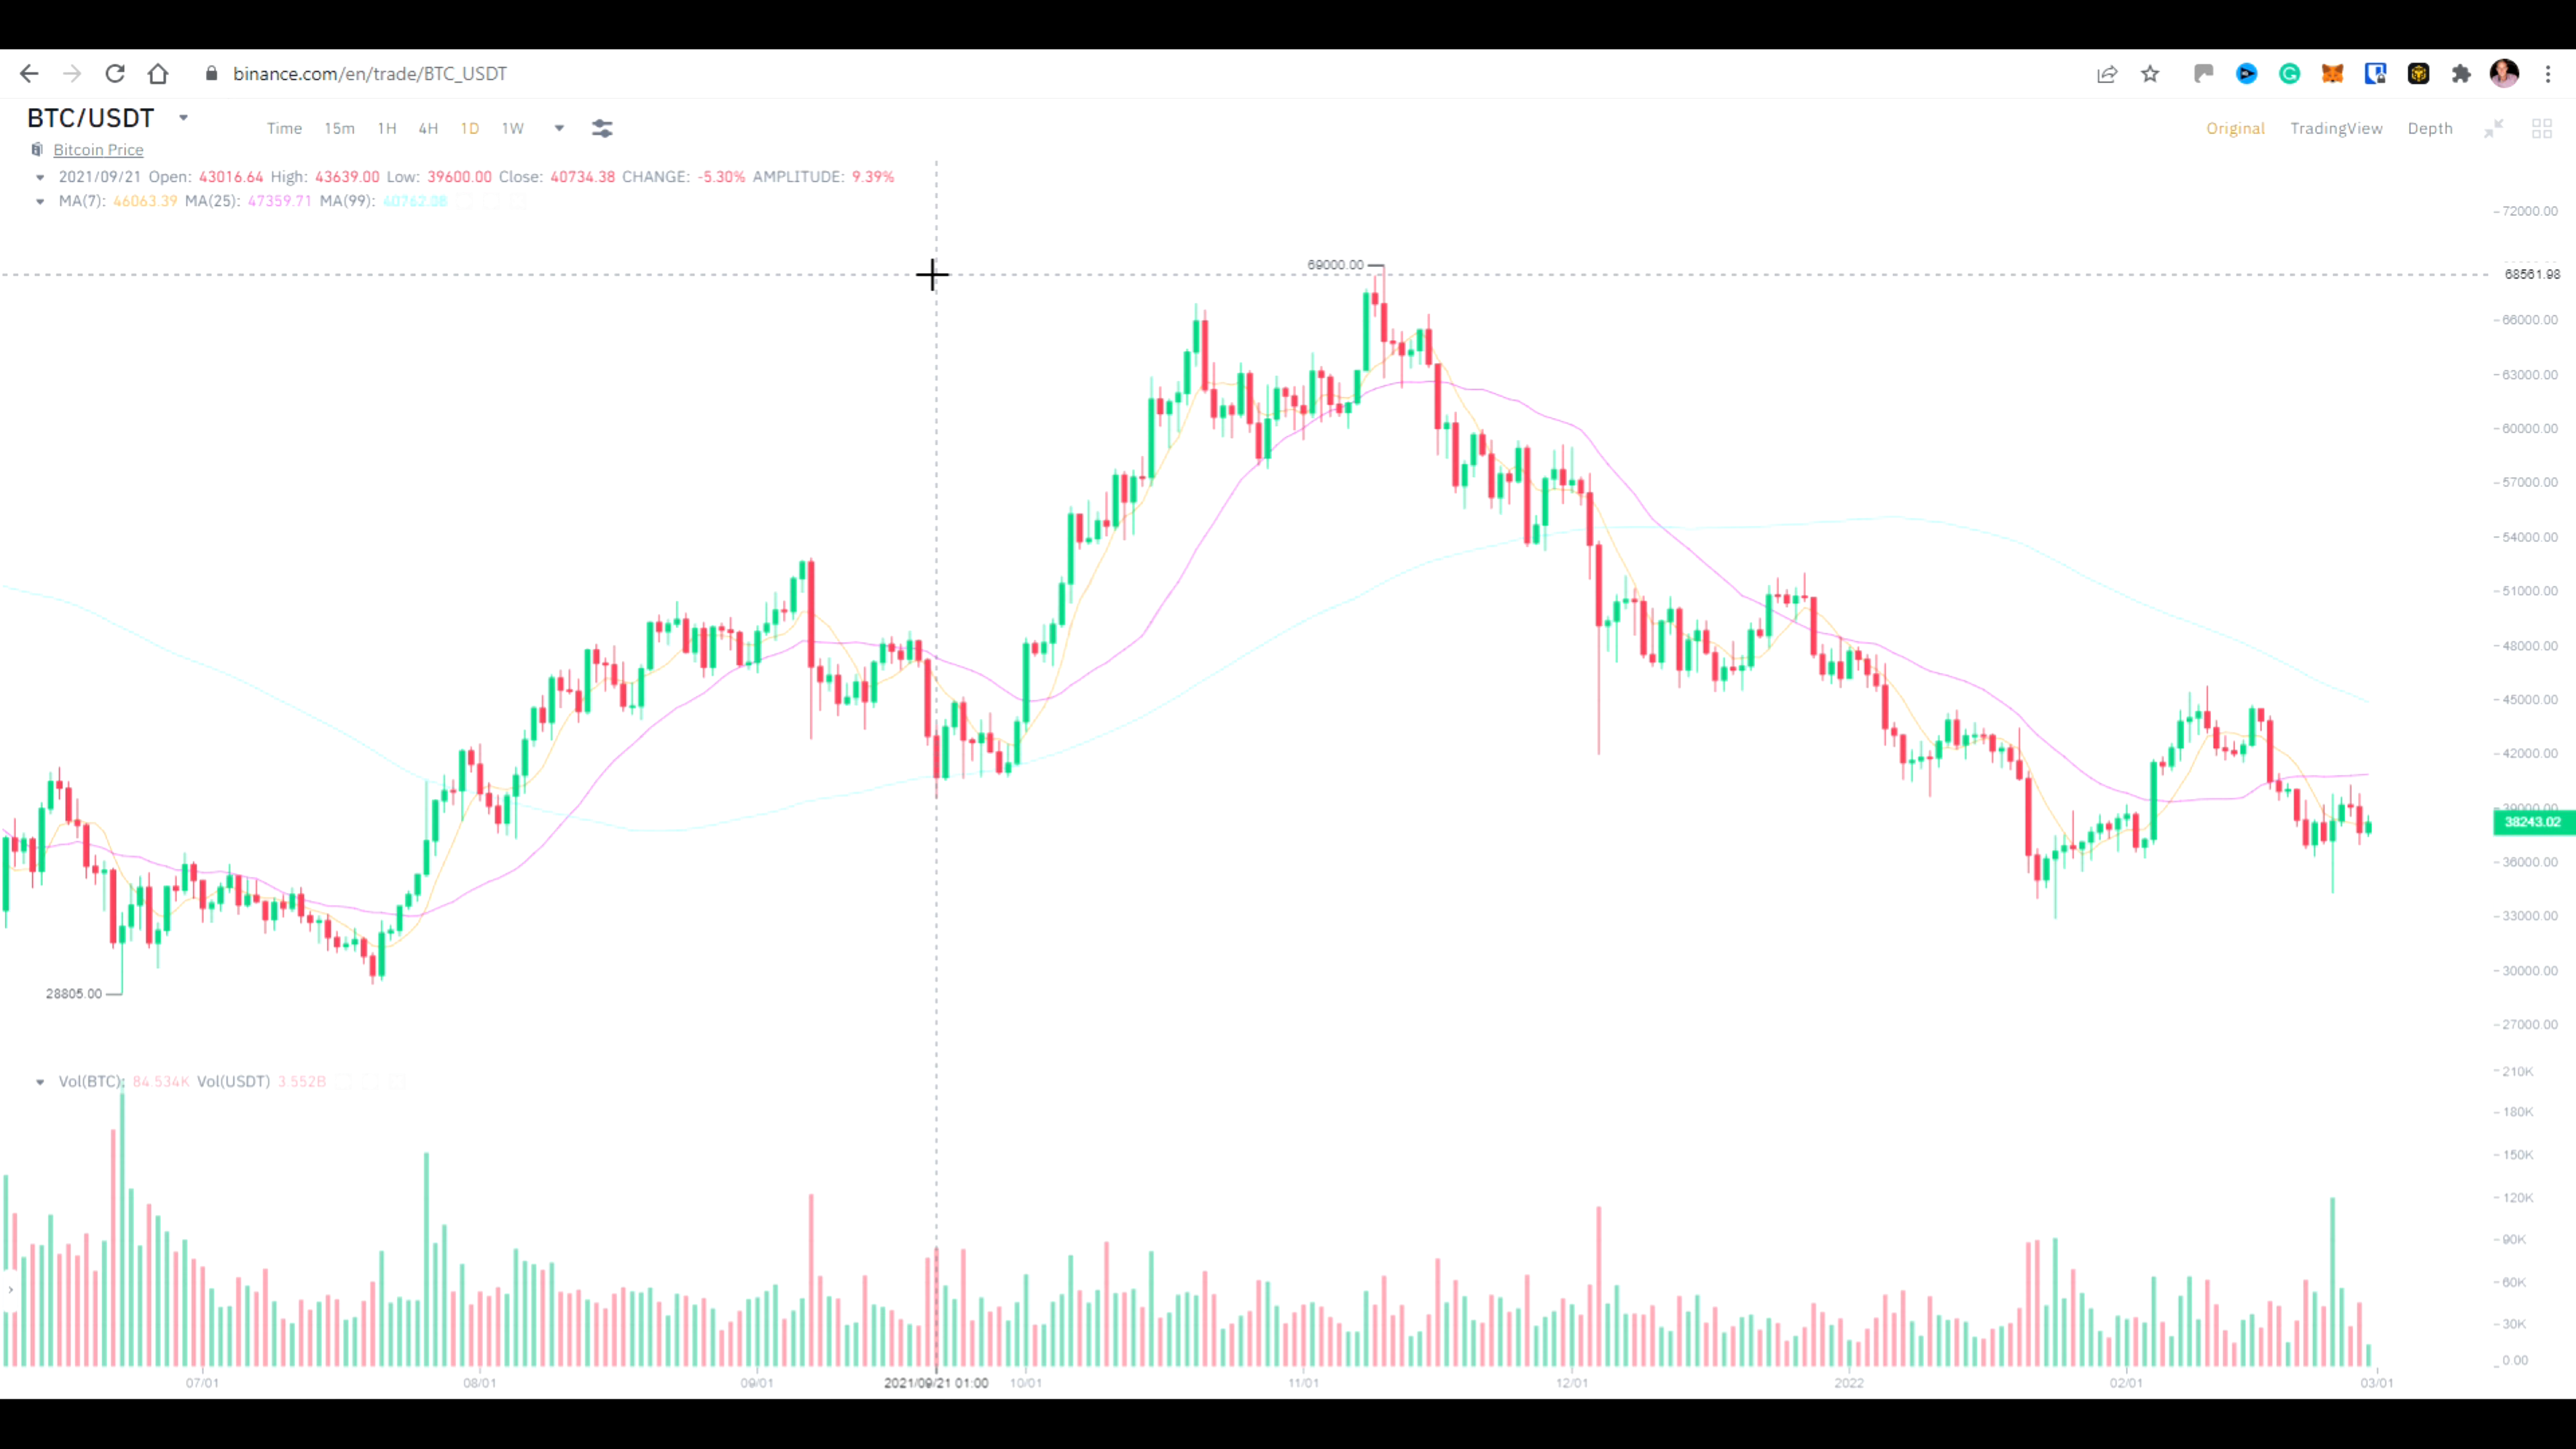 binance.com/en/trade/BTC_USDT
BTC/USDT
Time 15m 1H 4H 1D 1W
Original TradingView Depth
Bitcoin Price
2021/09/21 Open: 43016.64 High: 43639.00 Low: 39600.00 Close: 40734.38 CHANGE: -5.30% AMPLITUDE: 9.39%
MA(7): 46063.39 MA(25): 47359.71 MA(99): 40762.08
72000.00
69000.00
68561.98
66000.00
63000.00
60000.00
57000.00
54000.00
51000.00
48000.00
45000.00
42000.00
39000.00
38243.02
36000.00
33000.00
30000.00
28805.00
27000.00
Vol(BTC): 84.534K Vol(USDT) 3.552B
210K
180K
150K
120K
90K
60K
30K
0.00
07/01 08/01 09/01 2021/09/21 01:00 10/01 11/01 12/01 2022 02/01 03/01